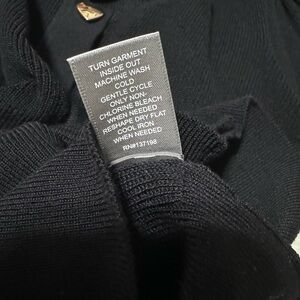 TURN GARMENT
INSIDE OUT
MACHINE WASH
COLD
GENTLE CYCLE
ONLY NON-
CHLORINE BLEACH
WHEN NEEDED
RESHAPE DRY FLAT
COOL IRON
WHEN NEEDED
RN#137198